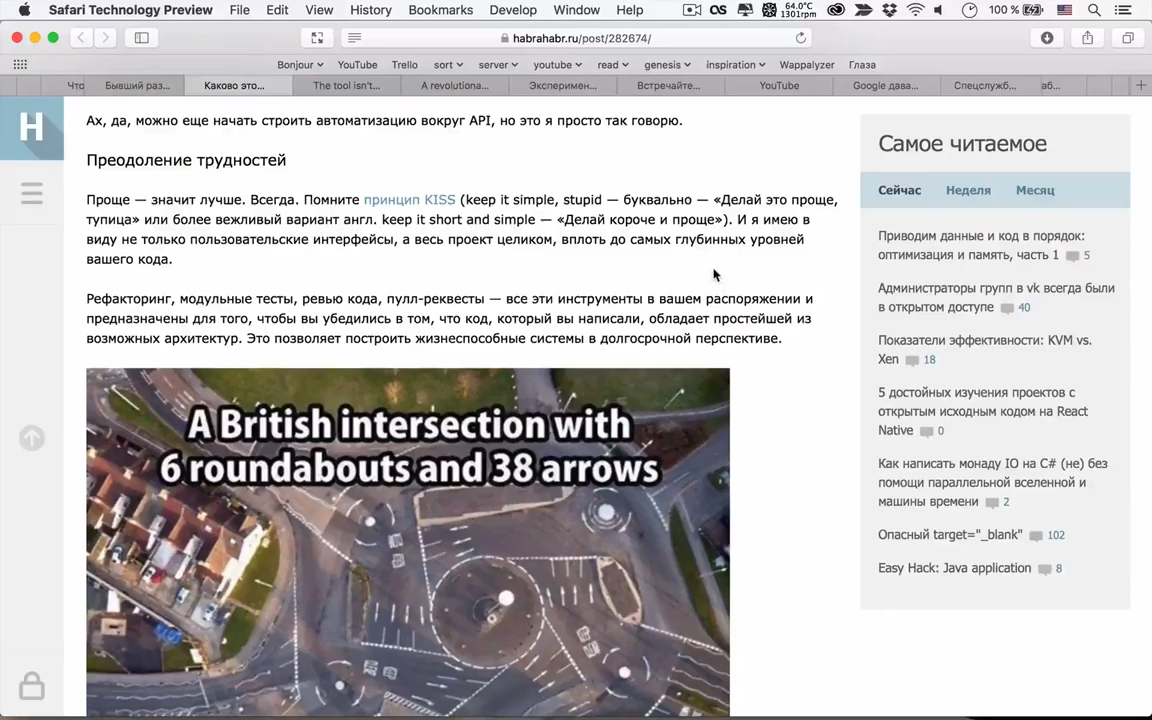 Safari Technology Preview File Edit View History Bookmarks Develop Window Help
64.0°C
1301rpm
100 %
habrahabr.ru/post/282674/
Bonjour YouTube Trello sort server youtube read genesis inspiration Wappalyzer Глаза
Что Бывший раз... Каково это... The tool isn't... A revolutiona... Эксперимен... Встречайте... YouTube Google дава... Спецслужб... аб...
H
Ах, да, можно еще начать строить автоматизацию вокруг API, но это я просто так говорю.
Преодоление трудностей
Проще — значит лучше. Всегда. Помните принцип KISS (keep it simple, stupid — буквально — «Делай это проще,
тупица» или более вежливый вариант англ. keep it short and simple — «Делай короче и проще»). И я имею в
виду не только пользовательские интерфейсы, а весь проект целиком, вплоть до самых глубинных уровней
вашего кода.
Рефакторинг, модульные тесты, ревью кода, пулл-реквесты — все эти инструменты в вашем распоряжении и
предназначены для того, чтобы вы убедились в том, что код, который вы написали, обладает простейшей из
возможных архитектур. Это позволяет построить жизнеспособные системы в долгосрочной перспективе.
A British intersection with
6 roundabouts and 38 arrows
Самое читаемое
Сейчас Неделя Месяц
Приводим данные и код в порядок:
оптимизация и память, часть 1 5
Администраторы групп в vk всегда были
в открытом доступе 40
Показатели эффективности: KVM vs.
Xen 18
5 достойных изучения проектов с
открытым исходным кодом на React
Native 0
Как написать монаду IO на C# (не) без
помощи параллельной вселенной и
машины времени 2
Опасный target="_blank" 102
Easy Hack: Java application 8